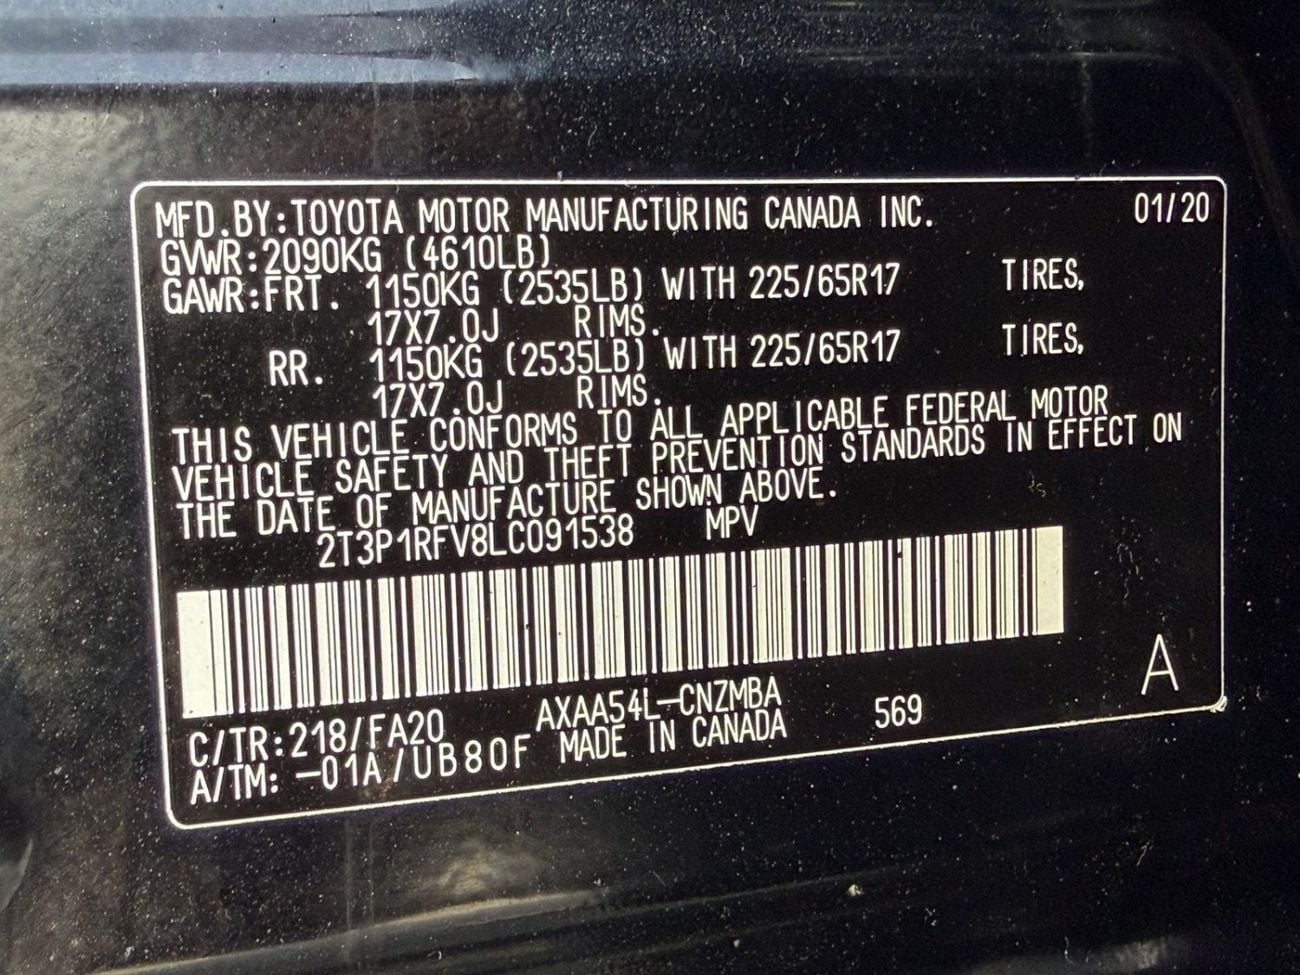 MFD.BY:TOYOTA MOTOR MANUFACTURING CANADA INC. 01/20
GVWR:2090KG (4610LB)
GAWR:FRT. 1150KG (2535LB) WITH 225/65R17 TIRES,
17X7.0J RIMS.
RR. 1150KG (2535LB) WITH 225/65R17 TIRES,
17X7.0J RIMS.
THIS VEHICLE CONFORMS TO ALL APPLICABLE FEDERAL MOTOR
VEHICLE SAFETY AND THEFT PREVENTION STANDARDS IN EFFECT ON
THE DATE OF MANUFACTURE SHOWN ABOVE.
2T3P1RFV8LC091538 MPV
C/TR:218/FA20 AXAA54L-CNZMBA 569 A
A/TM: -01A/UB80F MADE IN CANADA